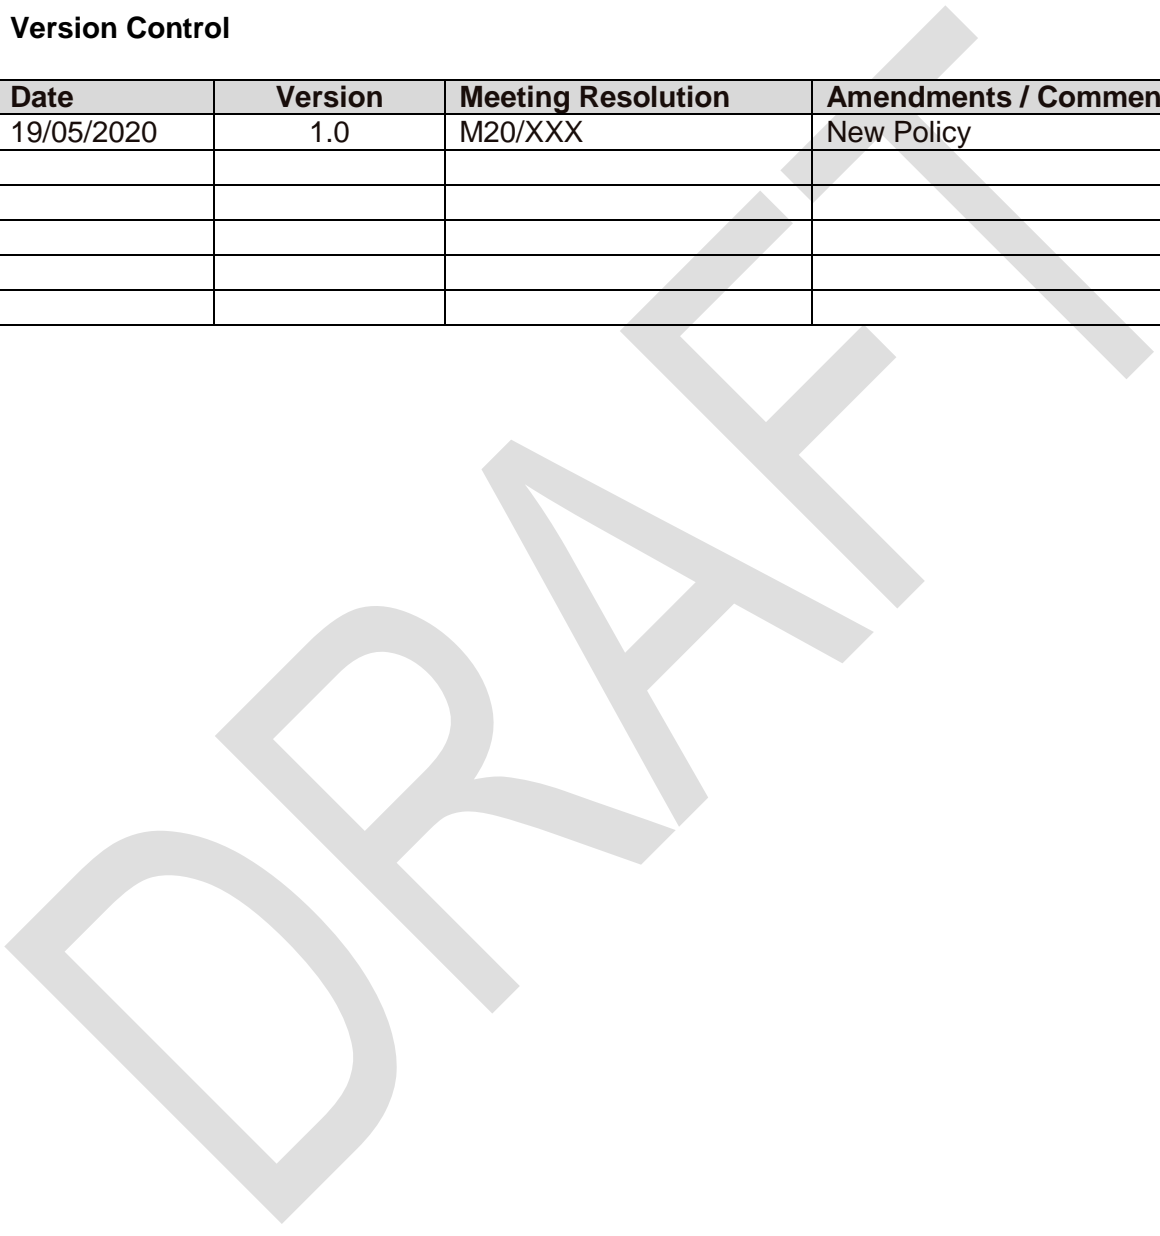 Version Control
Date Version Meeting Resolution Amendments / Commen
19/05/2020 1.0 M20/XXX New Policy
DRAFT